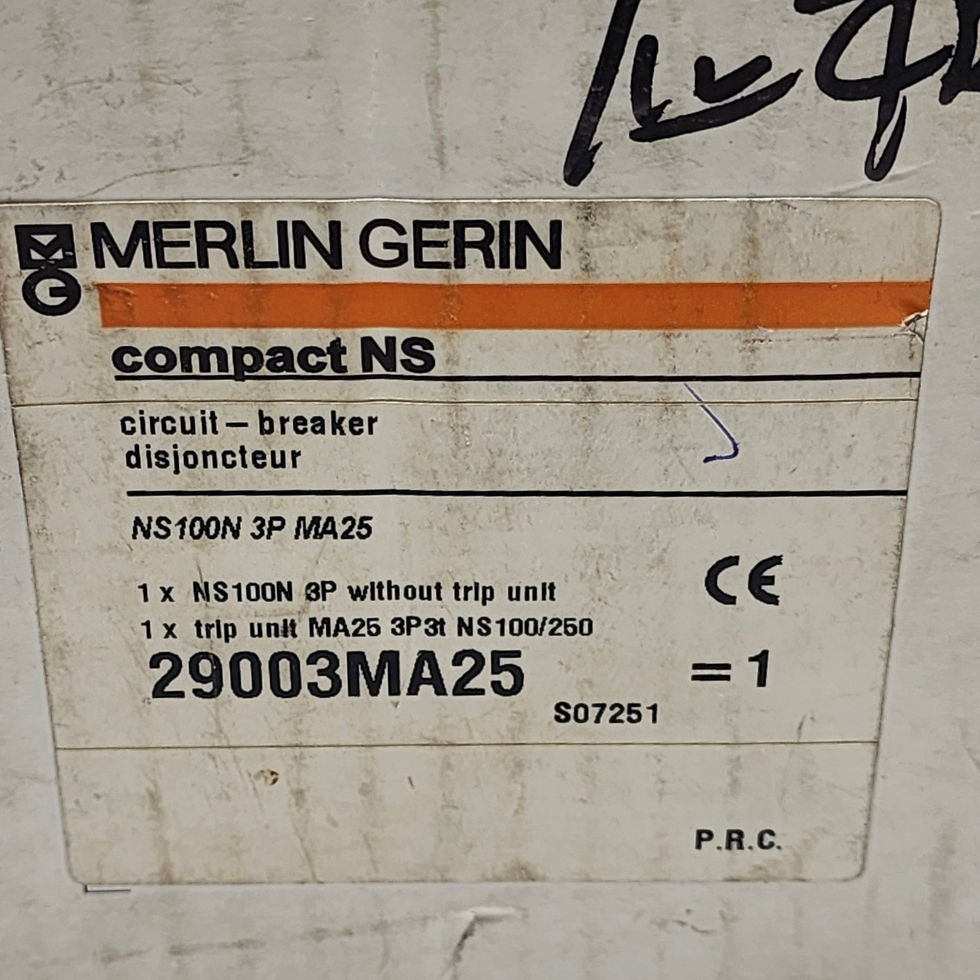 MERLIN GERIN
compact NS
circuit – breaker
disjoncteur
NS100N 3P MA25
1 x NS100N 3P without trip unit
1 x trip unit MA25 3P3t NS100/250
29003MA25 = 1
S07251
CE
P.R.C.